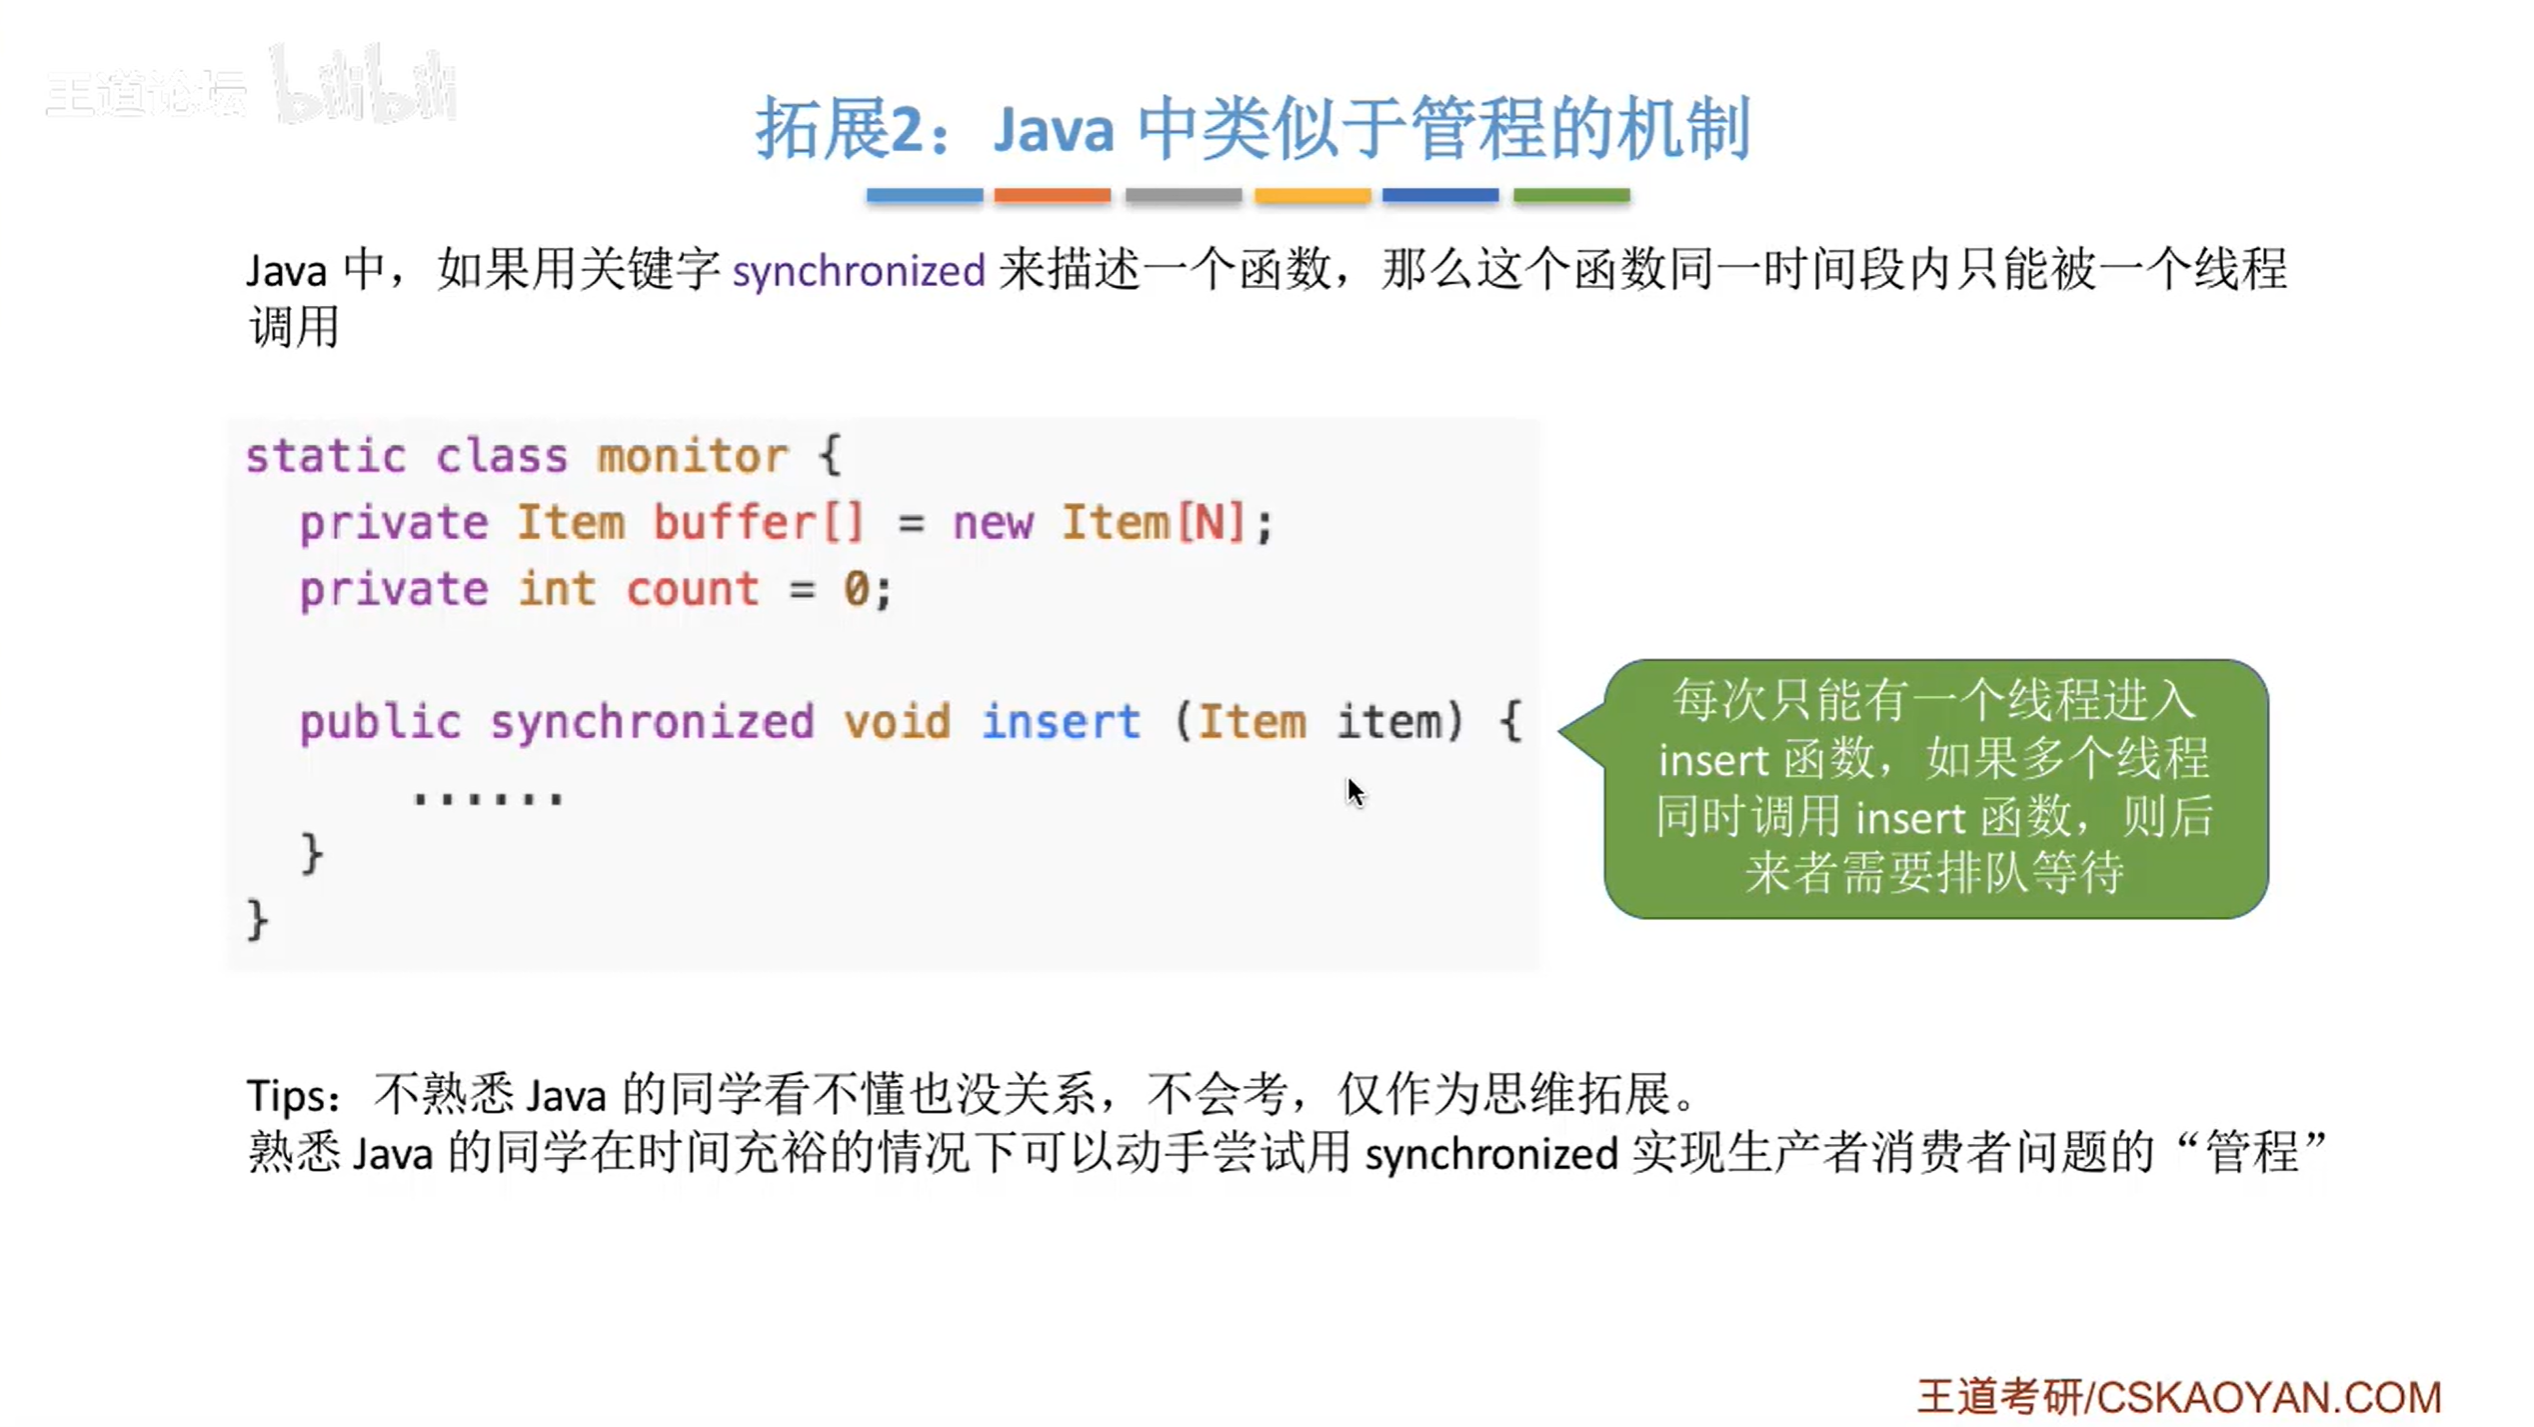 王道论坛 bilibili
拓展2：Java 中类似于管程的机制
Java 中，如果用关键字 synchronized 来描述一个函数，那么这个函数同一时间段内只能被一个线程
调用
static class monitor {
private Item buffer[] = new Item[N];
private int count = 0;
public synchronized void insert (Item item) {
......
}
}
每次只能有一个线程进入
insert 函数，如果多个线程
同时调用 insert 函数，则后
来者需要排队等待
Tips：不熟悉 Java 的同学看不懂也没关系，不会考，仅作为思维拓展。
熟悉 Java 的同学在时间充裕的情况下可以动手尝试用 synchronized 实现生产者消费者问题的“管程”
王道考研/CSKAOYAN.COM